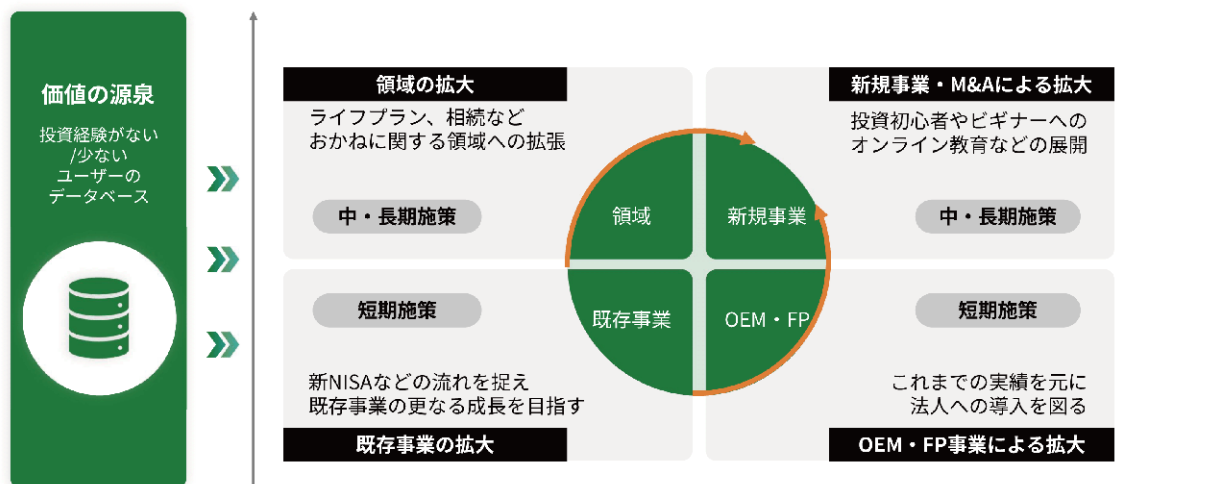 価値の源泉
投資経験がない
/少ない
ユーザーの
データベース
領域の拡大
ライフプラン、相続など
おかねに関する領域への拡張
中・長期施策
新規事業・M&Aによる拡大
投資初心者やビギナーへの
オンライン教育などの展開
中・長期施策
領域
新規事業
既存事業
OEM・FP
短期施策
新NISAなどの流れを捉え
既存事業の更なる成長を目指す
既存事業の拡大
短期施策
これまでの実績を元に
法人への導入を図る
OEM・FP事業による拡大